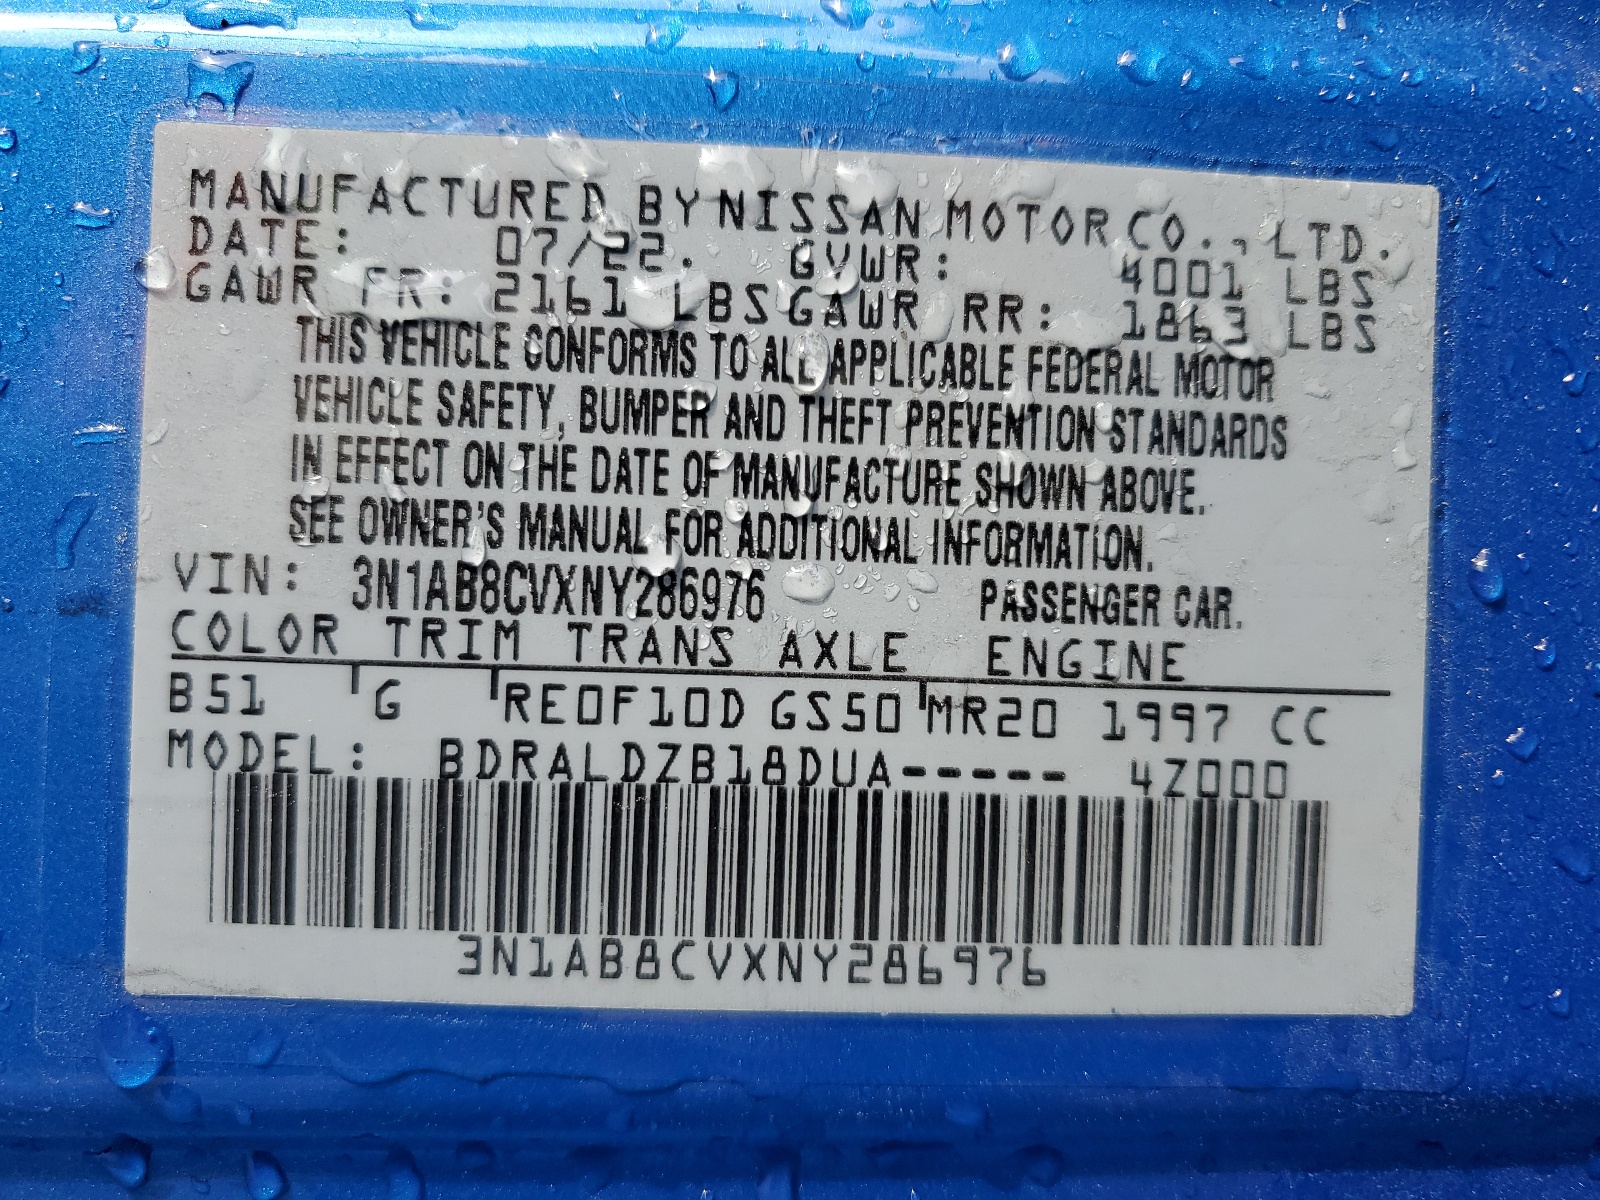 MANUFACTURED BY NISSAN MOTOR CO., LTD.
DATE: 07/22. GVWR: 4001 LBS
GAWR FR: 2161 LBS GAWR RR: 1863 LBS
THIS VEHICLE CONFORMS TO ALL APPLICABLE FEDERAL MOTOR
VEHICLE SAFETY, BUMPER AND THEFT PREVENTION STANDARDS
IN EFFECT ON THE DATE OF MANUFACTURE SHOWN ABOVE.
SEE OWNER'S MANUAL FOR ADDITIONAL INFORMATION.
VIN: 3N1AB8CVXNY286976 PASSENGER CAR.
COLOR TRIM TRANS AXLE ENGINE
B51 G RE0F10D GS50 MR20 1997 CC
MODEL: BDRALDZB18DUA----- 4Z000
3N1AB8CVXNY286976